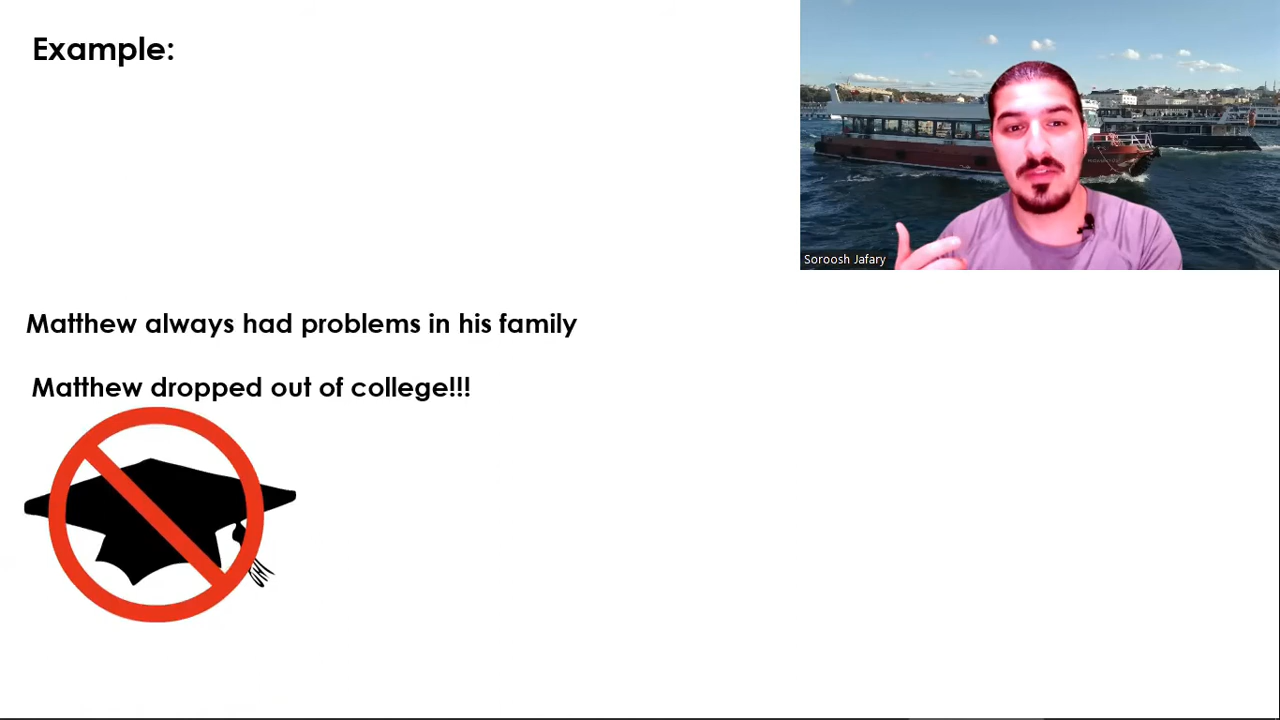 Example:
Soroosh Jafary
Matthew always had problems in his family
Matthew dropped out of college!!!